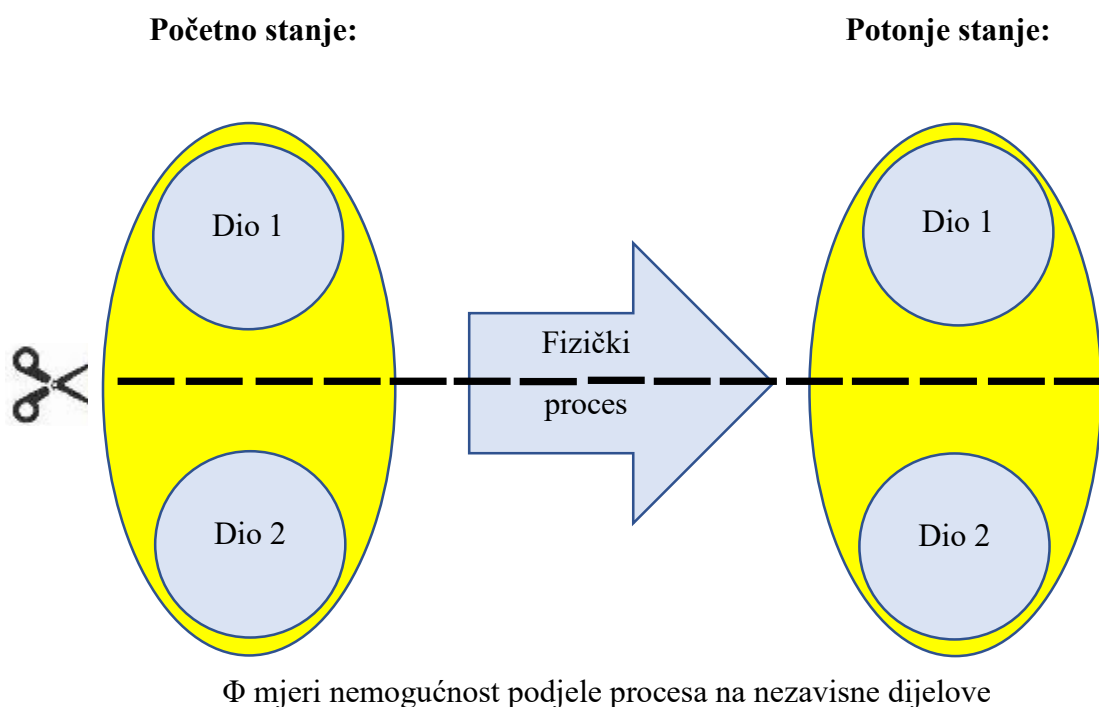 Početno stanje:
Potonje stanje:
Dio 1
Dio 1
Fizički
proces
Dio 2
Dio 2
Φ mjeri nemogućnost podjele procesa na nezavisne dijelove